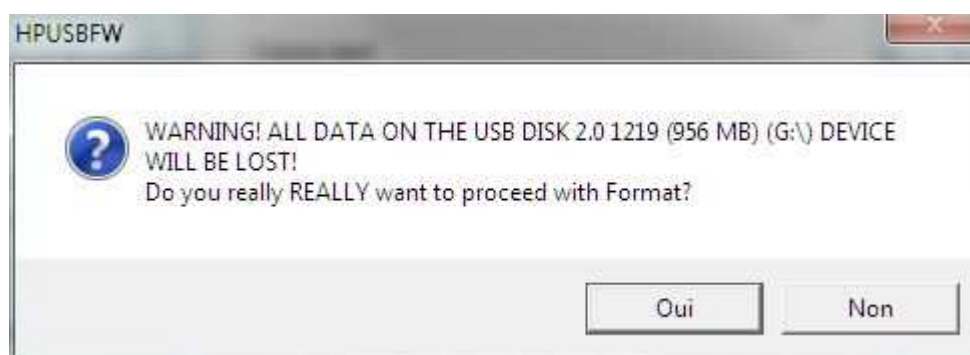 HPUSBFW
WARNING! ALL DATA ON THE USB DISK 2.0 1219 (956 MB) (G:\) DEVICE
WILL BE LOST!
Do you really REALLY want to proceed with Format?
Oui
Non